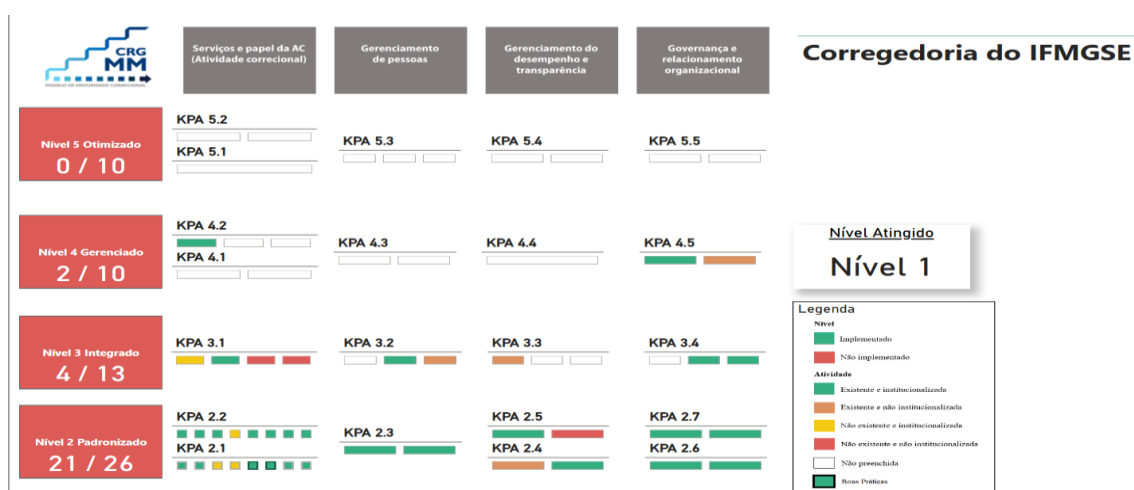 CRG
MM
MODELO DE MATURIDADE CORRECIONAL
Serviços e papel da AC
(Atividade correcional)
Gerenciamento
de pessoas
Gerenciamento do
desempenho e
transparência
Governança e
relacionamento
organizacional
Corregedoria do IFMGSE
Nível 5 Otimizado
0 / 10
KPA 5.2
KPA 5.1
KPA 5.3
KPA 5.4
KPA 5.5
Nível 4 Gerenciado
2 / 10
KPA 4.2
KPA 4.1
KPA 4.3
KPA 4.4
KPA 4.5
Nível 3 Integrado
4 / 13
KPA 3.1
KPA 3.2
KPA 3.3
KPA 3.4
Nível 2 Padronizado
21 / 26
KPA 2.2
KPA 2.1
KPA 2.3
KPA 2.5
KPA 2.4
KPA 2.7
KPA 2.6
Nível Atingido
Nível 1
Legenda
Nível
Implementado
Não implementado
Atividade
Existente e institucionalizada
Existente e não institucionalizada
Não existente e institucionalizada
Não existente e não institucionalizada
Não preenchida
Boas Práticas